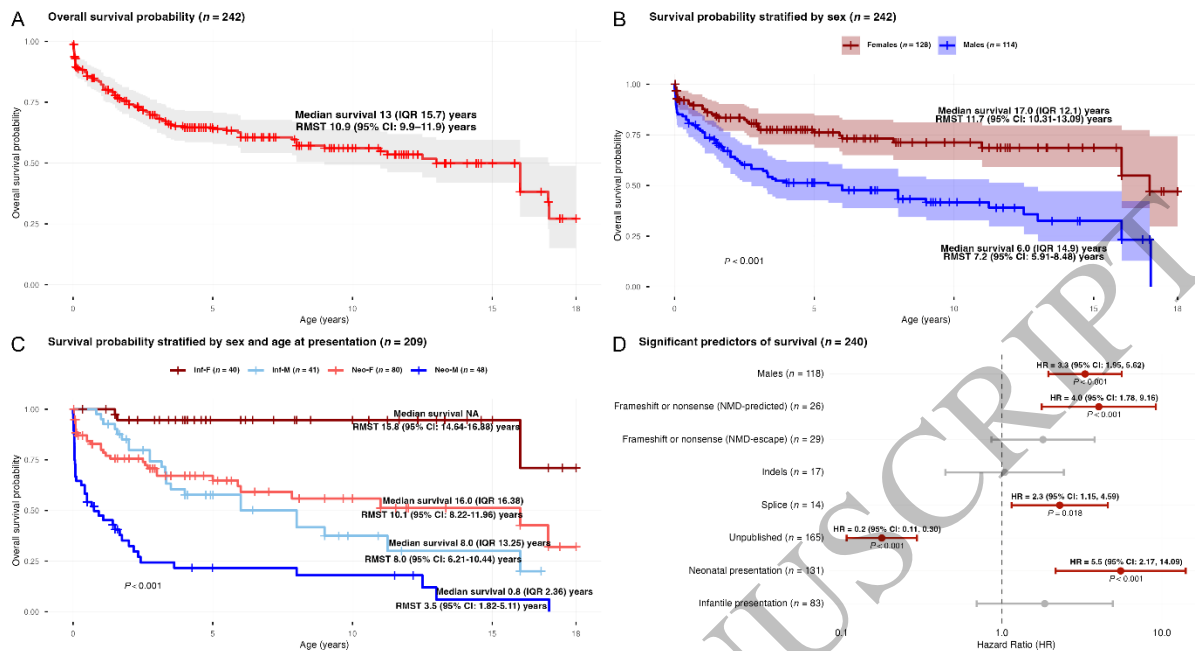 A Overall survival probability (n = 242)
Overall survival probability
1.00
0.75
0.50
0.25
0.00
Median survival 13 (IQR 15.7) years
RMST 10.9 (95% CI: 9.9–11.9) years
0 5 10 15 18
Age (years)
B Survival probability stratified by sex (n = 242)
Females (n = 128) Males (n = 114)
Overall survival probability
1.00
0.75
0.50
0.25
0.00
Median survival 17.0 (IQR 12.1) years
RMST 11.7 (95% CI: 10.31-13.09) years
Median survival 6.0 (IQR 14.9) years
RMST 7.2 (95% CI: 5.91-8.48) years
P < 0.001
0 5 10 15 18
Age (years)
C Survival probability stratified by sex and age at presentation (n = 209)
Inf-F (n = 40) Inf-M (n = 41) Neo-F (n = 80) Neo-M (n = 48)
Overall survival probability
1.00
0.75
0.50
0.25
0.00
Median survival NA
RMST 15.8 (95% CI: 14.64-16.88) years
Median survival 16.0 (IQR 16.38)
RMST 10.1 (95% CI: 8.22-11.96) years
Median survival 8.0 (IQR 13.25) years
RMST 8.0 (95% CI: 6.21-10.44) years
Median survival 0.8 (IQR 2.36) years
RMST 3.5 (95% CI: 1.82-5.11) years
P < 0.001
0 5 10 15 18
Age (years)
D Significant predictors of survival (n = 240)
Males (n = 118) HR = 3.3 (95% CI: 1.95, 5.62)
P < 0.001
Frameshift or nonsense (NMD-predicted) (n = 26) HR = 4.0 (95% CI: 1.78, 9.16)
P < 0.001
Frameshift or nonsense (NMD-escape) (n = 29)
Indels (n = 17)
Splice (n = 14) HR = 2.3 (95% CI: 1.15, 4.59)
P = 0.018
Unpublished (n = 165) HR = 0.2 (95% CI: 0.11, 0.30)
P < 0.001
Neonatal presentation (n = 131) HR = 5.5 (95% CI: 2.17, 14.09)
P < 0.001
Infantile presentation (n = 83)
0.1 1.0 10.0
Hazard Ratio (HR)
USCRIPT